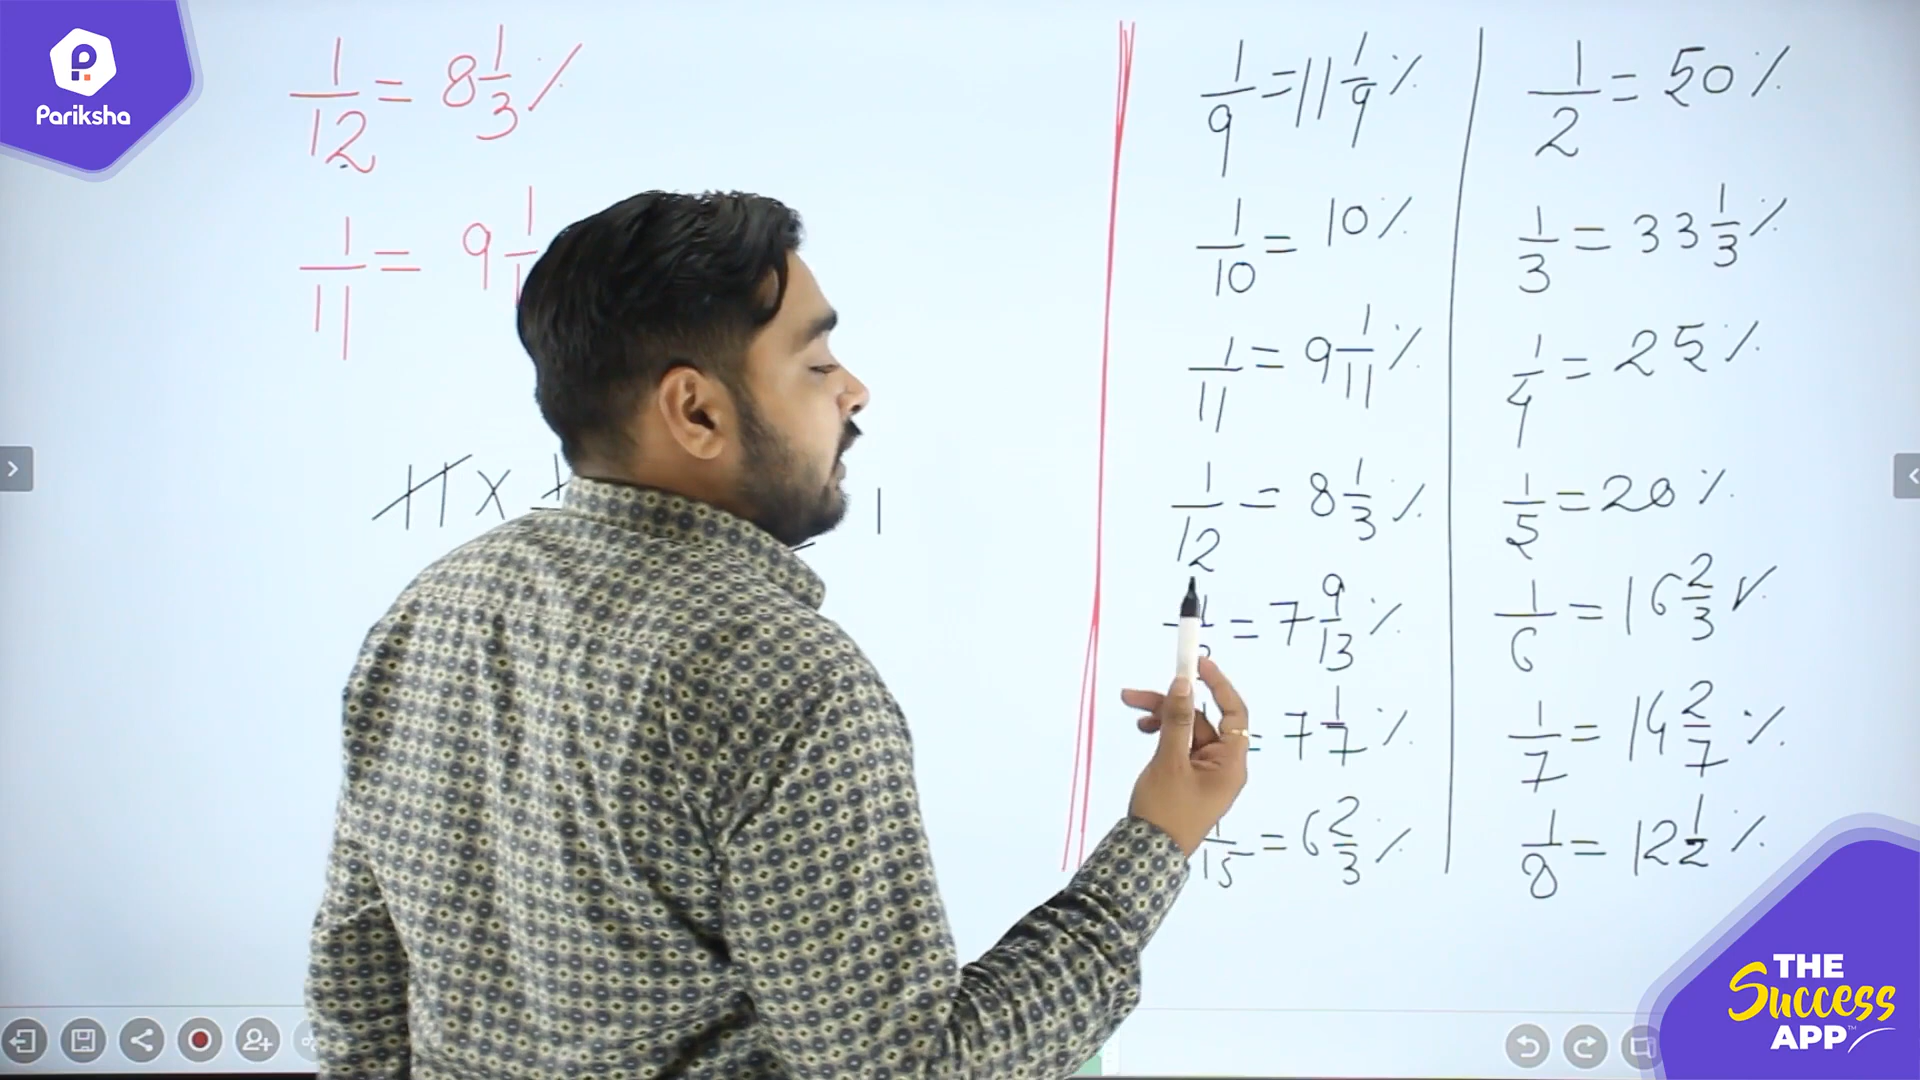 Pariksha
1/12 = 8 1/3 %
1/11 = 9
11 ×
1
1/9 = 11 1/9 %
1/10 = 10 %
1/11 = 9 1/11 %
1/12 = 8 1/3 %
= 7 9/13 %
= 7 1/7 %
1/15 = 6 2/3 %
1/2 = 50 %
1/3 = 33 1/3 %
1/4 = 25 %
1/5 = 20 %
1/6 = 16 2/3
1/7 = 14 2/7 %
1/8 = 12 1/2 %
THE
Success
APP™